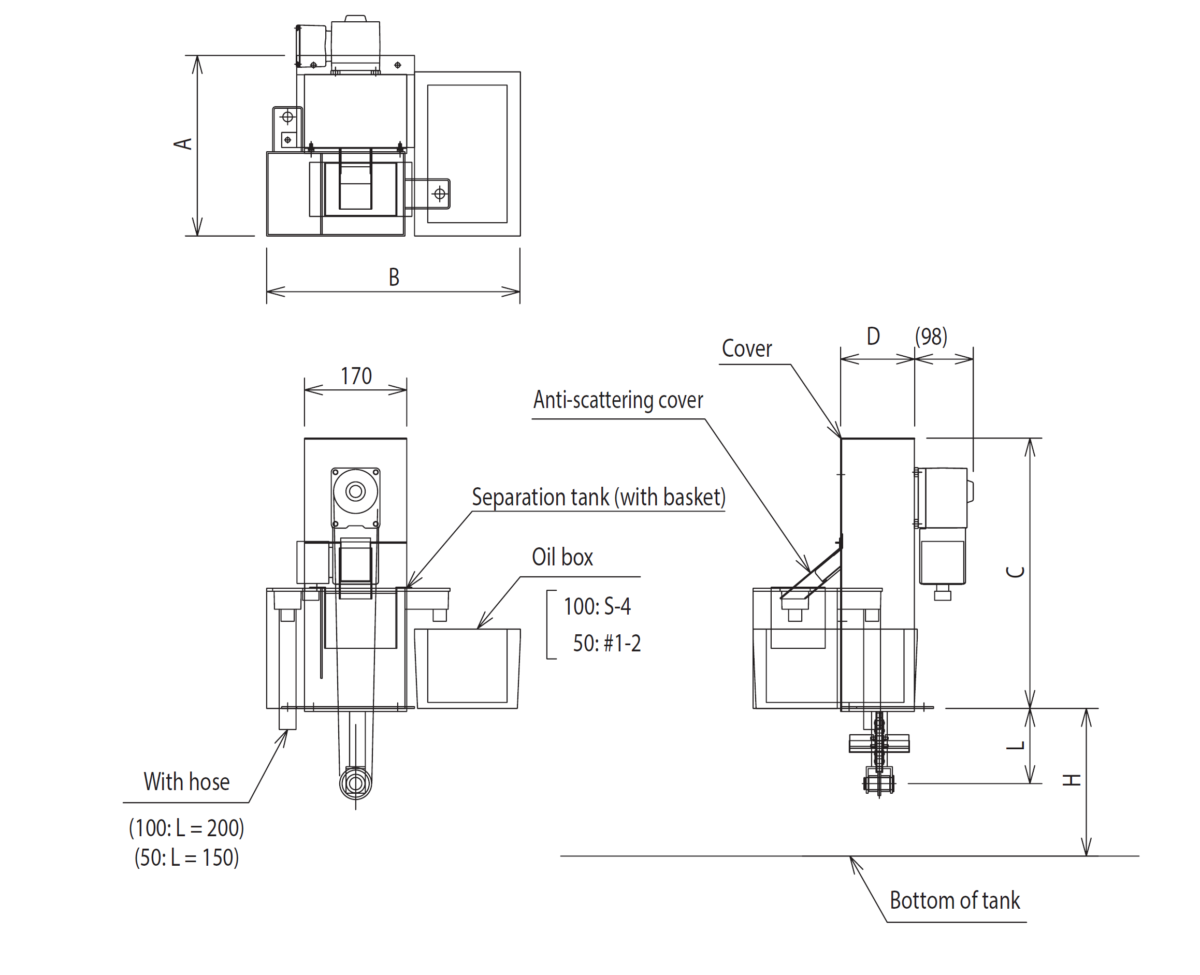 A
B
D
(98)
Cover
170
Anti-scattering cover
Separation tank (with basket)
Oil box
100: S-4
50: #1-2
C
L
H
With hose
(100: L = 200)
(50: L = 150)
Bottom of tank